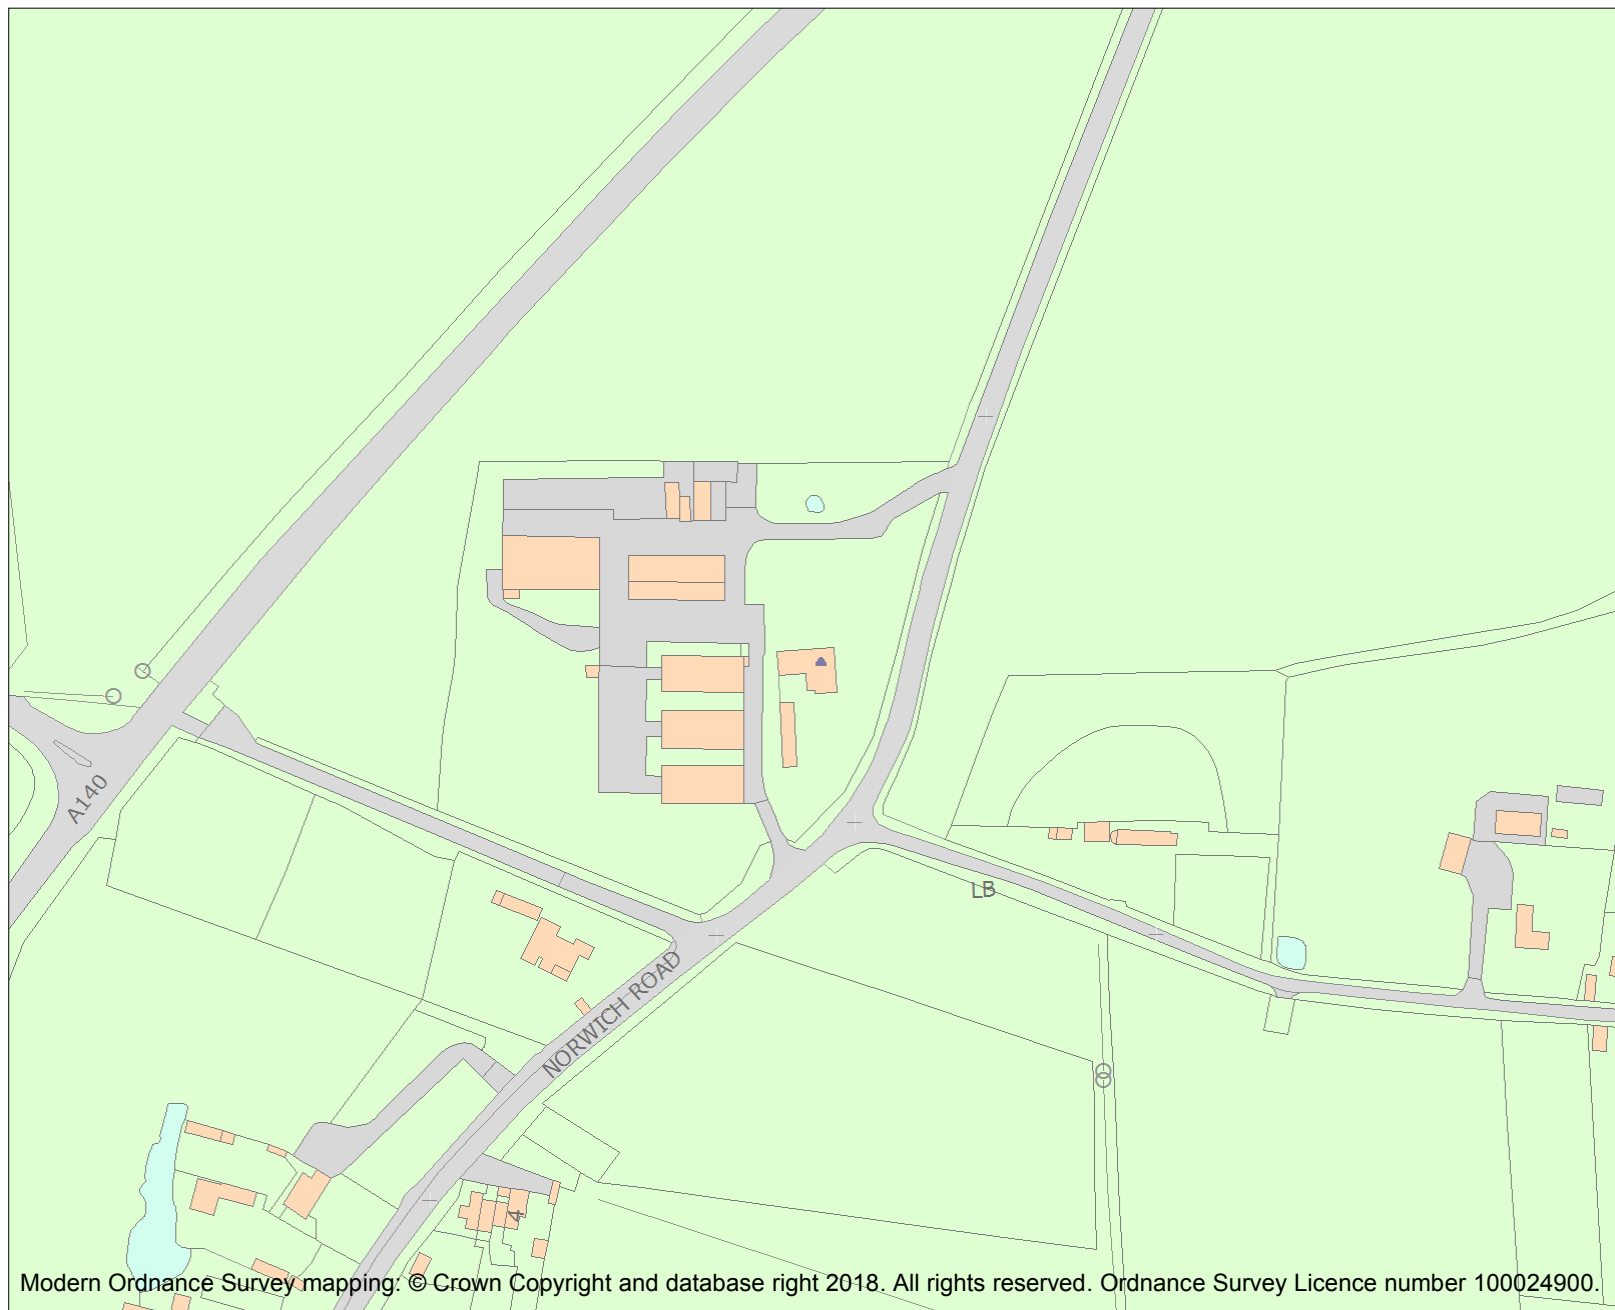 A140
LB
NORWICH ROAD
4
Modern Ordnance Survey mapping: © Crown Copyright and database right 2018. All rights reserved. Ordnance Survey Licence number 100024900.